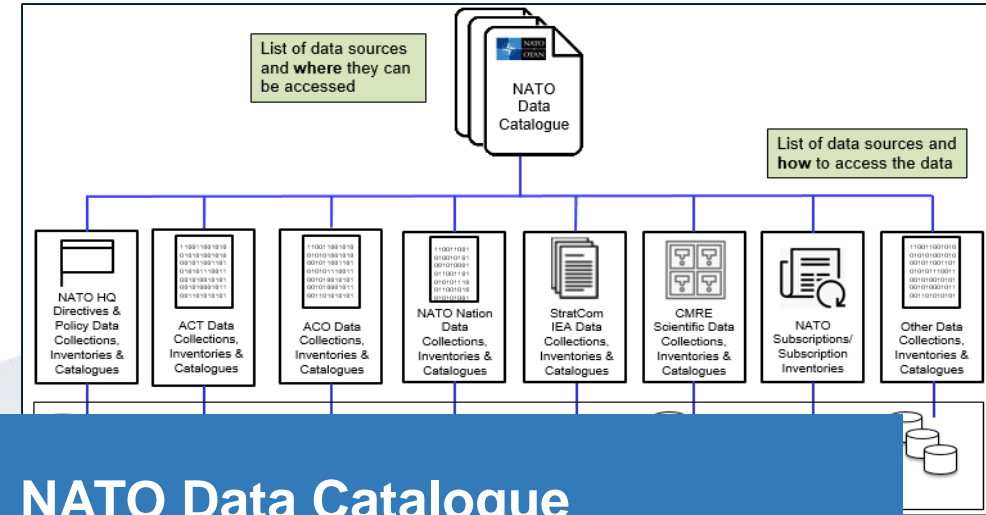 List of data sources
and where they can
be accessed
NATO
OTAN
NATO
Data
Catalogue
List of data sources and
how to access the data
NATO HQ
Directives &
Policy Data
Collections,
Inventories &
Catalogues
ACT Data
Collections,
Inventories &
Catalogues
ACO Data
Collections,
Inventories &
Catalogues
NATO Nation
Data
Collections,
Inventories &
Catalogues
StratCom
IEA Data
Collections,
Inventories &
Catalogues
CMRE
Scientific Data
Collections,
Inventories &
Catalogues
NATO
Subscriptions/
Subscription
Inventories
Other Data
Collections,
Inventories &
Catalogues
NATO Data Catalogue